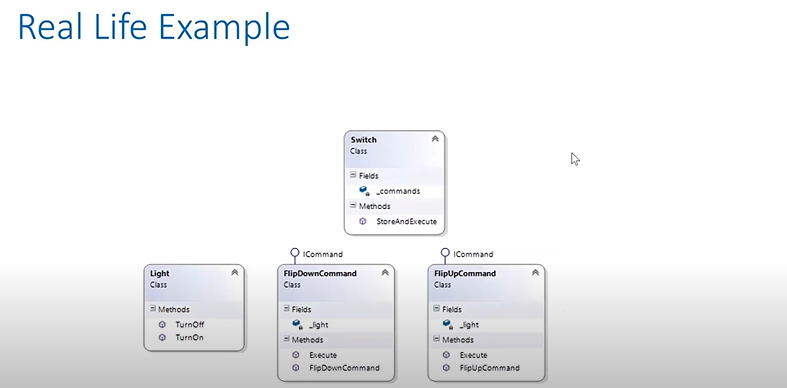 Real Life Example
Switch
Class
Fields
_commands
Methods
StoreAndExecute
ICommand
ICommand
Light
Class
Methods
TurnOff
TurnOn
FlipDownCommand
Class
Fields
_light
Methods
Execute
FlipDownCommand
FlipUpCommand
Class
Fields
_light
Methods
Execute
FlipUpCommand